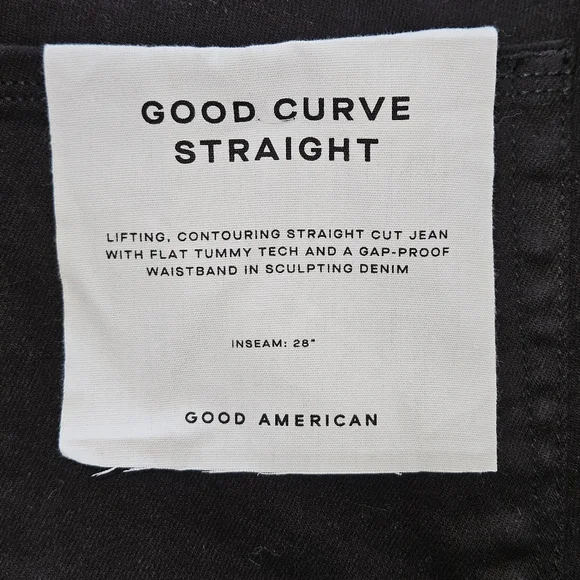 GOOD CURVE
STRAIGHT
LIFTING, CONTOURING STRAIGHT CUT JEAN
WITH FLAT TUMMY TECH AND A GAP-PROOF
WAISTBAND IN SCULPTING DENIM
INSEAM: 28"
GOOD AMERICAN